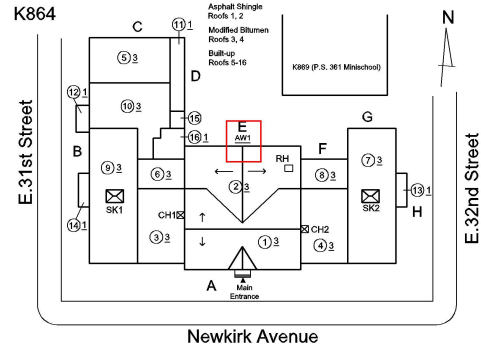 K864
Asphalt Shingle
Roofs 1, 2
Modified Bitumen
Roofs 3, 4
Built-up
Roofs 5-16
N
K869 (P.S. 361 Minischool)
C
11 1
5 3
D
12 1
10 3
15
E
AW1
G
16 1
F
B
9 3
6 3
RH
7 3
2 3
8 3
13 1
SK1
SK2
14 1
CH1
H
CH2
3 3
1 3
4 3
A
Main
Entrance
E.31st Street
E.32nd Street
Newkirk Avenue